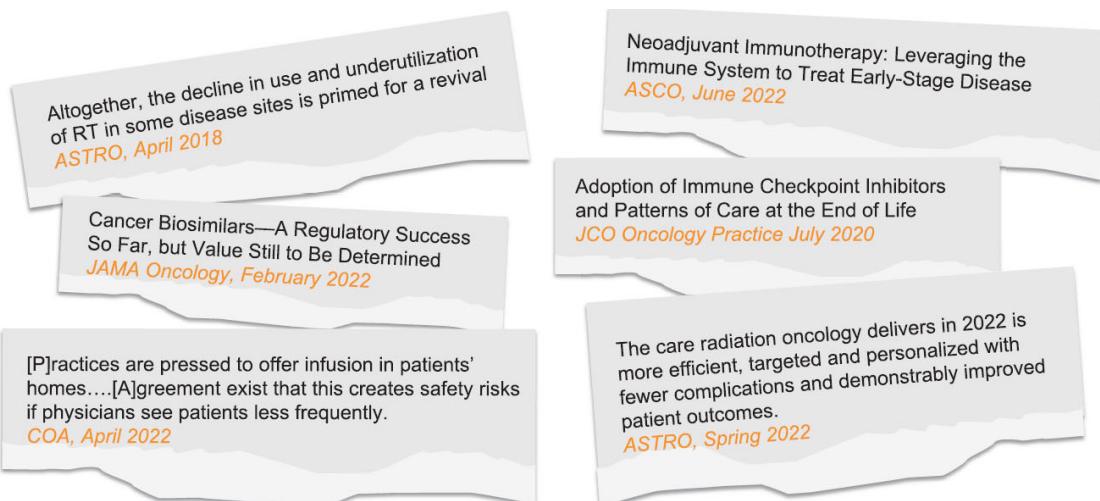 Altogether, the decline in use and underutilization
of RT in some disease sites is primed for a revival
ASTRO, April 2018
Cancer Biosimilars—A Regulatory Success
So Far, but Value Still to Be Determined
JAMA Oncology, February 2022
[P]ractices are pressed to offer infusion in patients'
homes….[A]greement exist that this creates safety risks
if physicians see patients less frequently.
COA, April 2022
Neoadjuvant Immunotherapy: Leveraging the
Immune System to Treat Early-Stage Disease
ASCO, June 2022
Adoption of Immune Checkpoint Inhibitors
and Patterns of Care at the End of Life
JCO Oncology Practice July 2020
The care radiation oncology delivers in 2022 is
more efficient, targeted and personalized with
fewer complications and demonstrably improved
patient outcomes.
ASTRO, Spring 2022